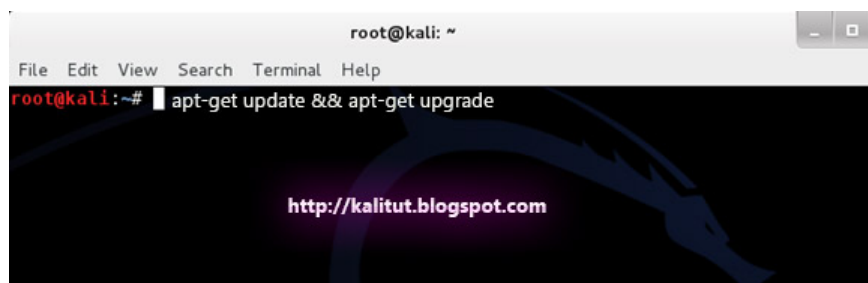 root@kali: ~
File Edit View Search Terminal Help
root@kali:~# apt-get update && apt-get upgrade
http://kalitut.blogspot.com